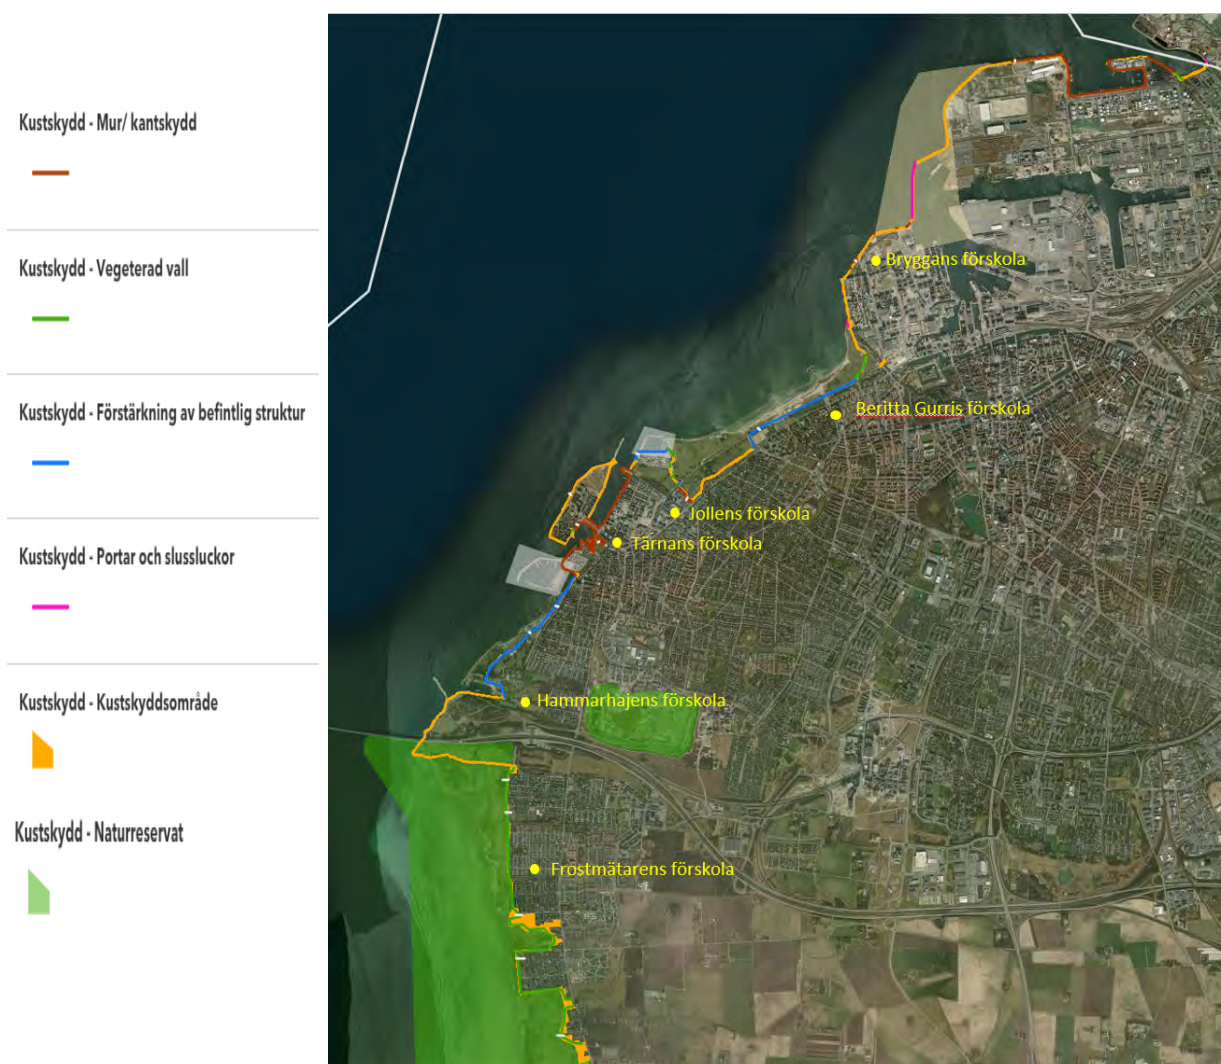 Kustskydd - Mur/ kantskydd
Kustskydd - Vegeterad vall
Kustskydd - Förstärkning av befintlig struktur
Kustskydd - Portar och slussluckor
Kustskydd - Kustskyddsområde
Kustskydd - Naturreservat
Bryggans förskola
Beritta Gurris förskola
Jollens förskola
Tärnans förskola
Hammarhajens förskola
Frostmätarens förskola